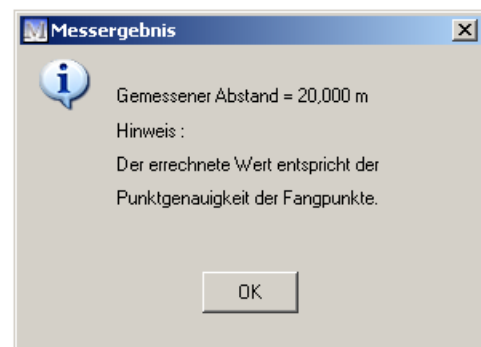 Messergebnis
Gemessener Abstand = 20,000 m
Hinweis :
Der errechnete Wert entspricht der
Punktgenauigkeit der Fangpunkte.
OK